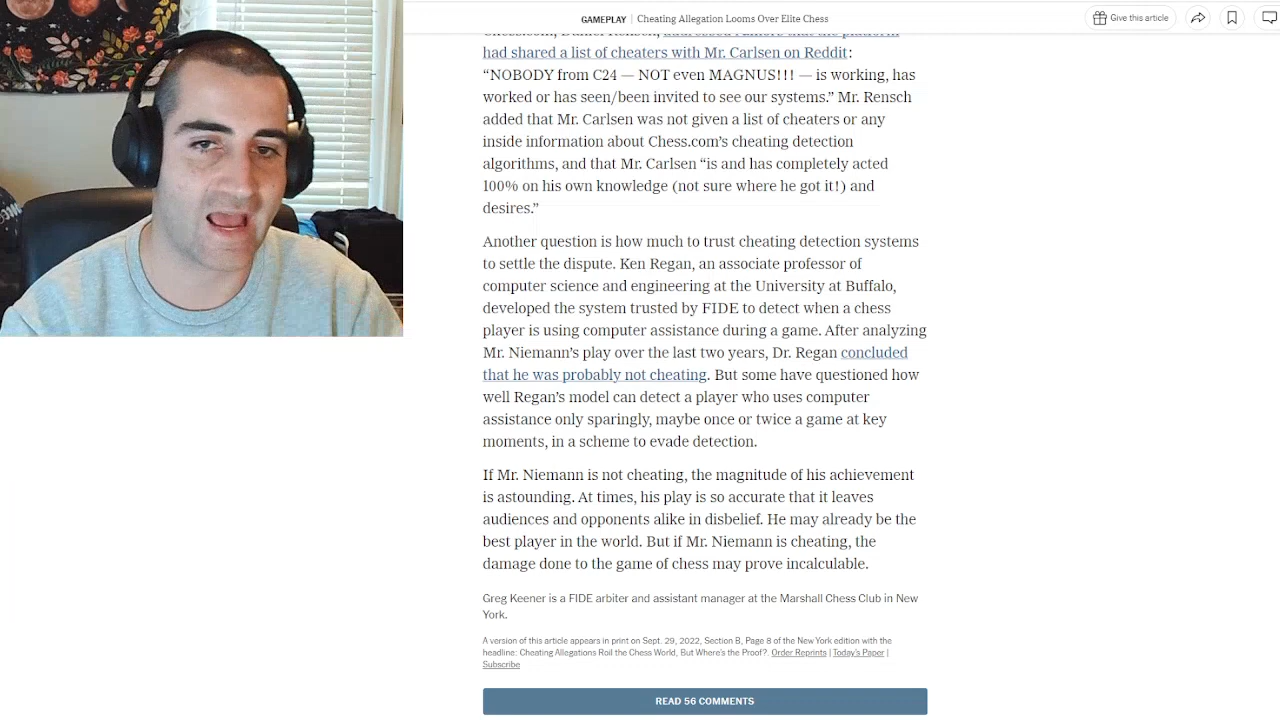 GAMEPLAY | Cheating Allegation Looms Over Elite Chess
Give this article
had shared a list of cheaters with Mr. Carlsen on Reddit:
“NOBODY from C24 — NOT even MAGNUS!!! — is working, has
worked or has seen/been invited to see our systems.” Mr. Rensch
added that Mr. Carlsen was not given a list of cheaters or any
inside information about Chess.com’s cheating detection
algorithms, and that Mr. Carlsen “is and has completely acted
100% on his own knowledge (not sure where he got it!) and
desires.”
Another question is how much to trust cheating detection systems
to settle the dispute. Ken Regan, an associate professor of
computer science and engineering at the University at Buffalo,
developed the system trusted by FIDE to detect when a chess
player is using computer assistance during a game. After analyzing
Mr. Niemann’s play over the last two years, Dr. Regan concluded
that he was probably not cheating. But some have questioned how
well Regan’s model can detect a player who uses computer
assistance only sparingly, maybe once or twice a game at key
moments, in a scheme to evade detection.
If Mr. Niemann is not cheating, the magnitude of his achievement
is astounding. At times, his play is so accurate that it leaves
audiences and opponents alike in disbelief. He may already be the
best player in the world. But if Mr. Niemann is cheating, the
damage done to the game of chess may prove incalculable.
Greg Keener is a FIDE arbiter and assistant manager at the Marshall Chess Club in New
York.
A version of this article appears in print on Sept. 29, 2022, Section B, Page 8 of the New York edition with the
headline: Cheating Allegations Roil the Chess World, But Where’s the Proof?. Order Reprints | Today’s Paper |
Subscribe
READ 56 COMMENTS